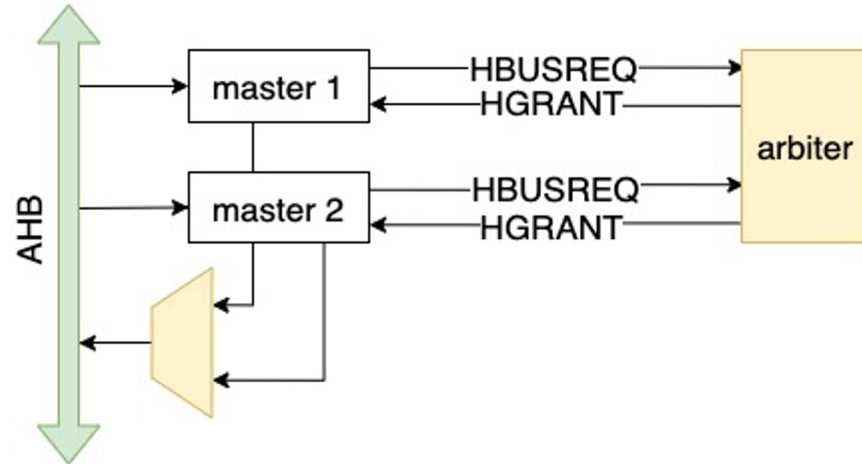 HBUSREQ
master 1
HGRANT
arbiter
HBUSREQ
master 2
HGRANT
AHB